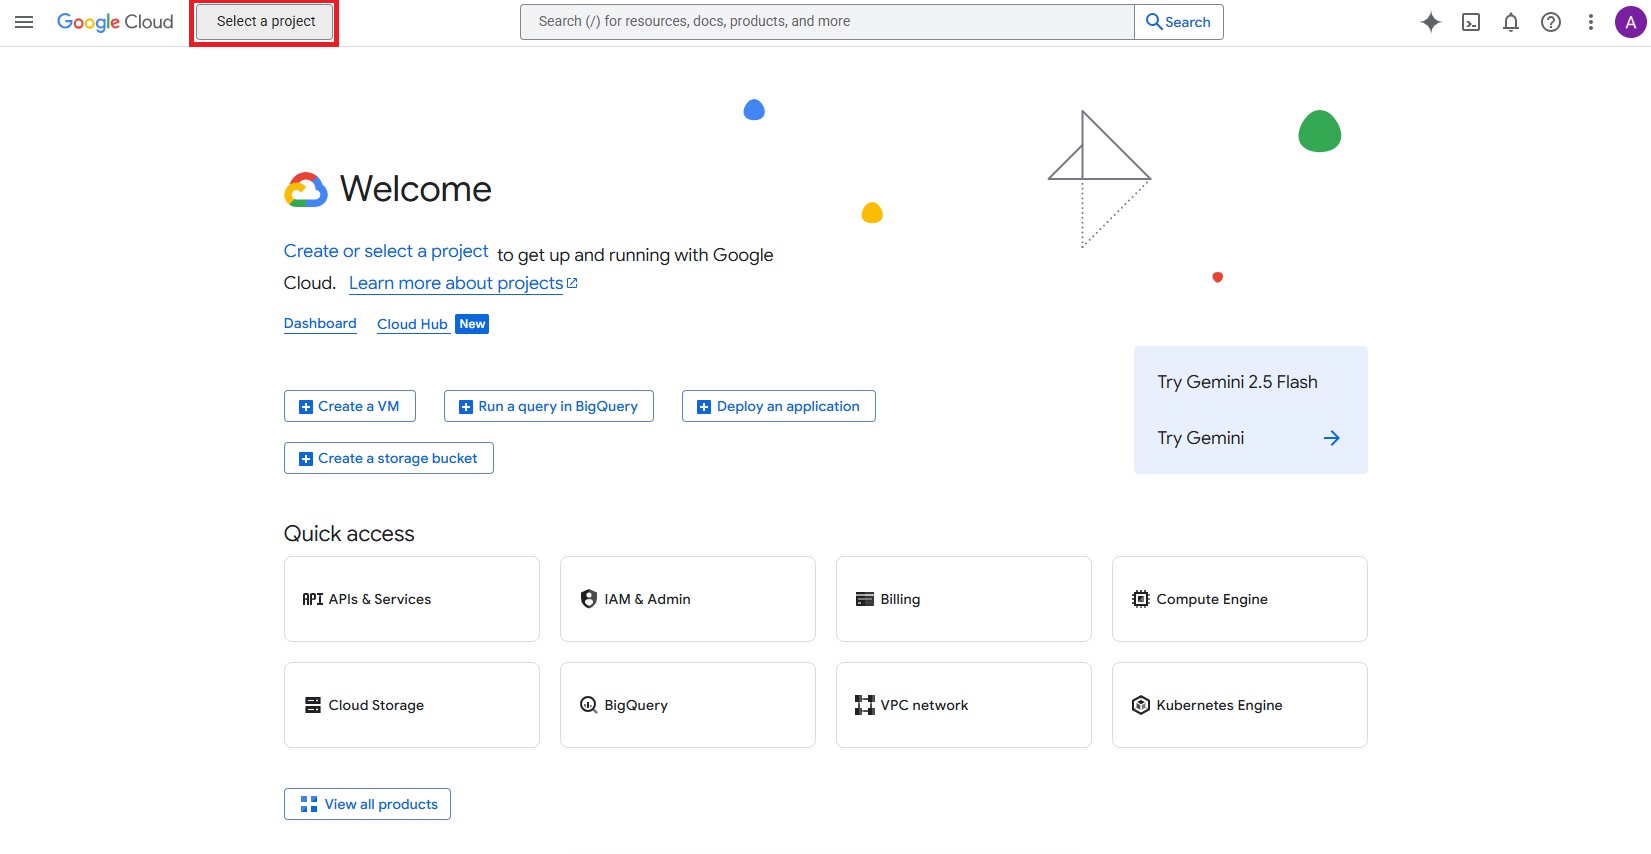 Google Cloud
Select a project
Search (/) for resources, docs, products, and more
Search
A
Welcome
Create or select a project to get up and running with Google
Cloud. Learn more about projects
Dashboard Cloud Hub New
Try Gemini 2.5 Flash
Try Gemini
Create a VM
Run a query in BigQuery
Deploy an application
Create a storage bucket
Quick access
API APIs & Services
IAM & Admin
Billing
Compute Engine
Cloud Storage
BigQuery
VPC network
Kubernetes Engine
View all products